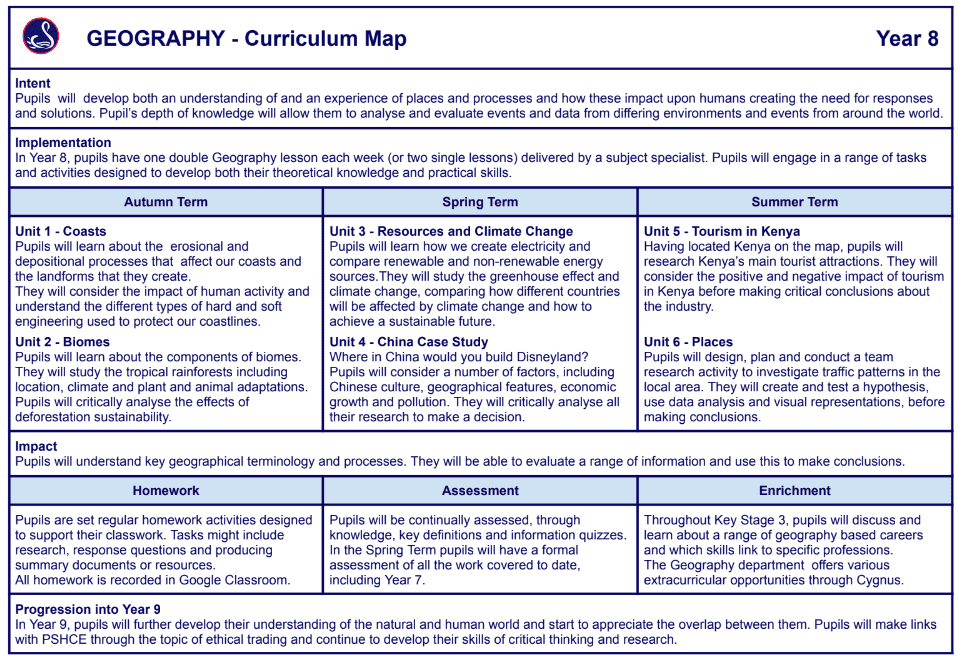 GEOGRAPHY - Curriculum Map
Year 8
Intent
Pupils will develop both an understanding of and an experience of places and processes and how these impact upon humans creating the need for responses
and solutions. Pupil's depth of knowledge will allow them to analyse and evaluate events and data from differing environments and events from around the world.
Implementation
In Year 8, pupils have one double Geography lesson each week (or two single lessons) delivered by a subject specialist. Pupils will engage in a range of tasks
and activities designed to develop both their theoretical knowledge and practical skills.
Autumn Term
Unit 1 - Coasts
Pupils will learn about the erosional and
depositional processes that affect our coasts and
the landforms that they create.
They will consider the impact of human activity and
understand the different types of hard and soft
engineering used to protect our coastlines.
Unit 2 - Biomes
Pupils will learn about the components of biomes.
They will study the tropical rainforests including
location, climate and plant and animal adaptations.
Pupils will critically analyse the effects of
deforestation sustainability.
Spring Term
Unit 3 - Resources and Climate Change
Pupils will learn how we create electricity and
compare renewable and non-renewable energy
sources.They will study the greenhouse effect and
climate change, comparing how different countries
will be affected by climate change and how to
achieve a sustainable future.
Unit 4 - China Case Study
Where in China would you build Disneyland?
Pupils will consider a number of factors, including
Chinese culture, geographical features, economic
growth and pollution. They will critically analyse all
their research to make a decision.
Summer Term
Unit 5 - Tourism in Kenya
Having located Kenya on the map, pupils will
research Kenya's main tourist attractions. They will
consider the positive and negative impact of tourism
in Kenya before making critical conclusions about
the industry.
Unit 6 - Places
Pupils will design, plan and conduct a team
research activity to investigate traffic patterns in the
local area. They will create and test a hypothesis,
use data analysis and visual representations, before
making conclusions.
Impact
Pupils will understand key geographical terminology and processes. They will be able to evaluate a range of information and use this to make conclusions.
Homework
Pupils are set regular homework activities designed
to support their classwork. Tasks might include
research, response questions and producing
summary documents or resources.
All homework is recorded in Google Classroom.
Assessment
Pupils will be continually assessed, through
knowledge, key definitions and information quizzes.
In the Spring Term pupils will have a formal
assessment of all the work covered to date,
including Year 7.
Enrichment
Throughout Key Stage 3, pupils will discuss and
learn about a range of geography based careers
and which skills link to specific professions.
The Geography department offers various
extracurricular opportunities through Cygnus.
Progression into Year 9
In Year 9, pupils will further develop their understanding of the natural and human world and start to appreciate the overlap between them. Pupils will make links
with PSHCE through the topic of ethical trading and continue to develop their skills of critical thinking and research.